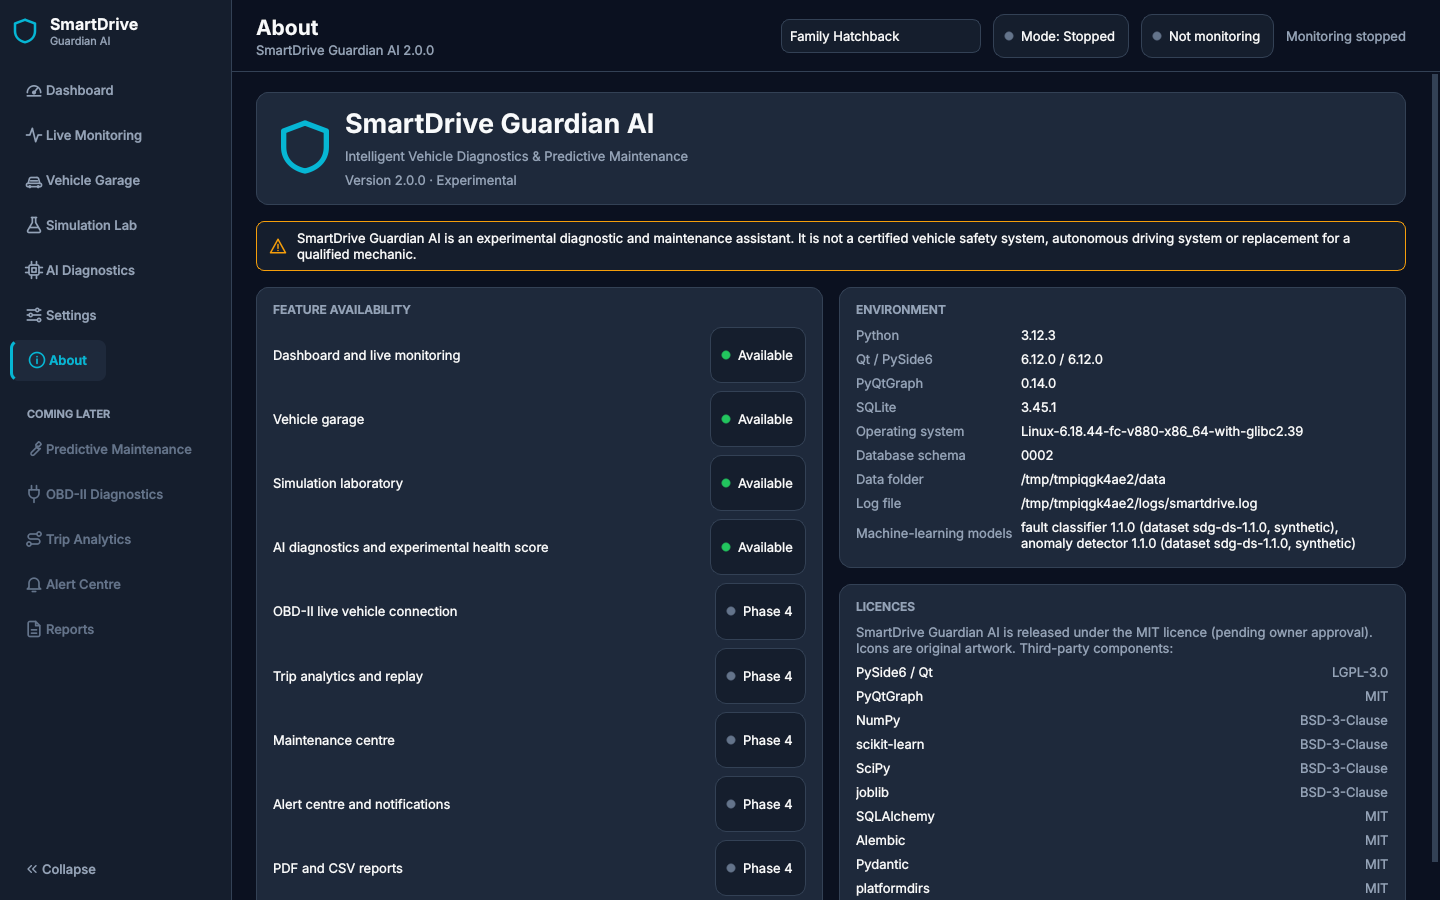 SmartDrive
Guardian AI
Dashboard
Live Monitoring
Vehicle Garage
Simulation Lab
AI Diagnostics
Settings
About
COMING LATER
Predictive Maintenance
OBD-II Diagnostics
Trip Analytics
Alert Centre
Reports
Collapse
About
SmartDrive Guardian AI 2.0.0
Family Hatchback
Mode: Stopped
Not monitoring
Monitoring stopped
SmartDrive Guardian AI
Intelligent Vehicle Diagnostics & Predictive Maintenance
Version 2.0.0 · Experimental
SmartDrive Guardian AI is an experimental diagnostic and maintenance assistant. It is not a certified vehicle safety system, autonomous driving system or replacement for a
qualified mechanic.
FEATURE AVAILABILITY
Dashboard and live monitoring Available
Vehicle garage Available
Simulation laboratory Available
AI diagnostics and experimental health score Available
OBD-II live vehicle connection Phase 4
Trip analytics and replay Phase 4
Maintenance centre Phase 4
Alert centre and notifications Phase 4
PDF and CSV reports Phase 4
ENVIRONMENT
Python 3.12.3
Qt / PySide6 6.12.0 / 6.12.0
PyQtGraph 0.14.0
SQLite 3.45.1
Operating system Linux-6.18.44-fc-v880-x86_64-with-glibc2.39
Database schema 0002
Data folder /tmp/tmpiqgk4ae2/data
Log file /tmp/tmpiqgk4ae2/logs/smartdrive.log
Machine-learning models fault classifier 1.1.0 (dataset sdg-ds-1.1.0, synthetic),
anomaly detector 1.1.0 (dataset sdg-ds-1.1.0, synthetic)
LICENCES
SmartDrive Guardian AI is released under the MIT licence (pending owner approval).
Icons are original artwork. Third-party components:
PySide6 / Qt LGPL-3.0
PyQtGraph MIT
NumPy BSD-3-Clause
scikit-learn BSD-3-Clause
SciPy BSD-3-Clause
joblib BSD-3-Clause
SQLAlchemy MIT
Alembic MIT
Pydantic MIT
platformdirs MIT